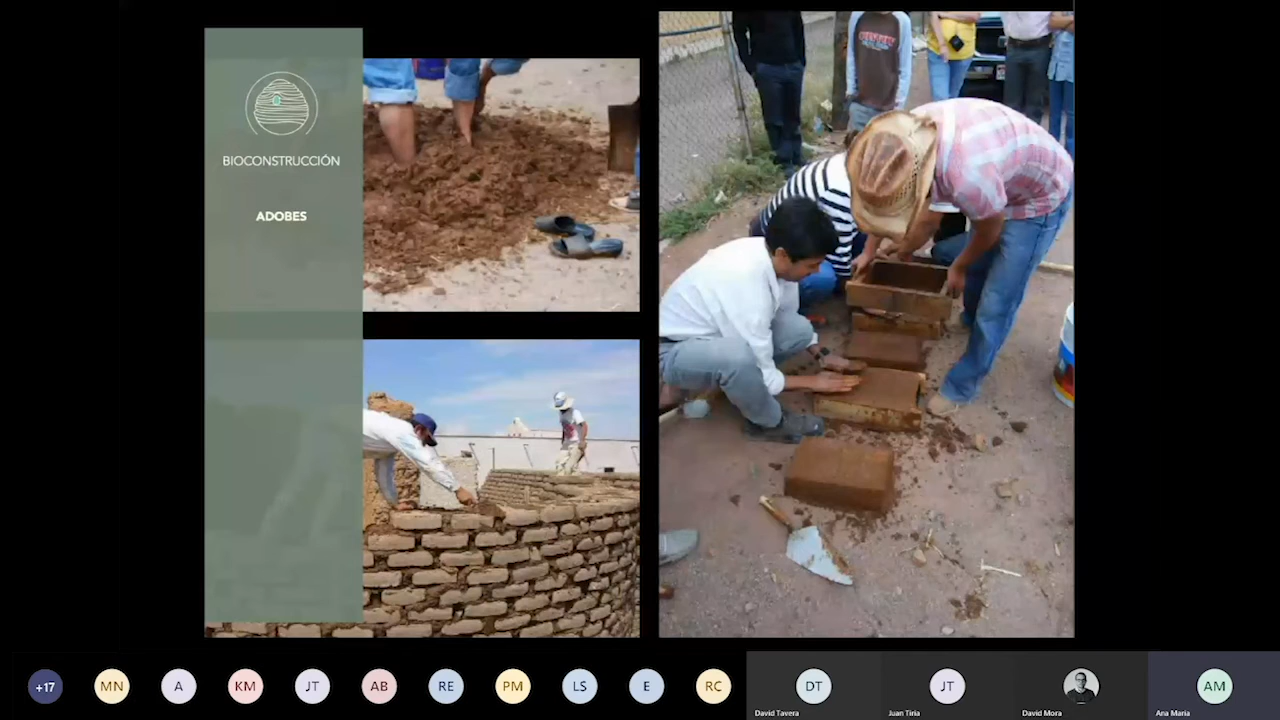 BIOCONSTRUCCIÓN
ADOBES
+17
MN
A
KM
JT
AB
RE
PM
LS
E
RC
DT
JT
AM
David Tavera
Juan Tiria
David Mora
Ana Maria